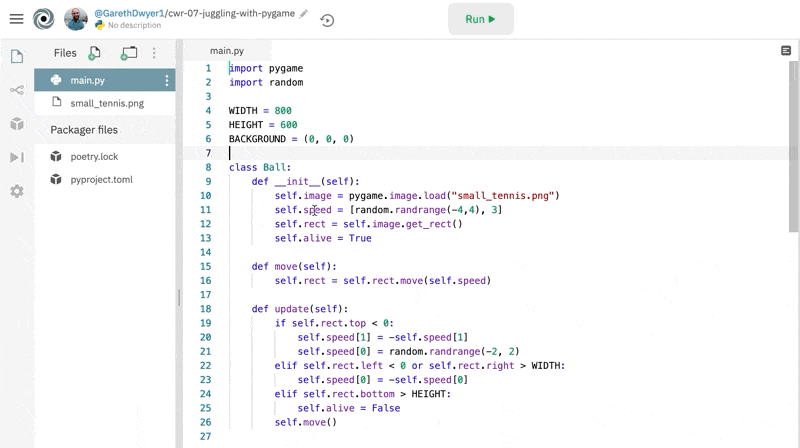 @GarethDwyer1/cwr-07-juggling-with-pygame
No description
Run
Files
main.py
small_tennis.png
Packager files
poetry.lock
pyproject.toml
main.py
1 import pygame
2 import random
3
4 WIDTH = 800
5 HEIGHT = 600
6 BACKGROUND = (0, 0, 0)
7
8 class Ball:
9     def __init__(self):
10         self.image = pygame.image.load("small_tennis.png")
11         self.speed = [random.randrange(-4,4), 3]
12         self.rect = self.image.get_rect()
13         self.alive = True
14
15     def move(self):
16         self.rect = self.rect.move(self.speed)
17
18     def update(self):
19         if self.rect.top < 0:
20             self.speed[1] = -self.speed[1]
21             self.speed[0] = random.randrange(-2, 2)
22         elif self.rect.left < 0 or self.rect.right > WIDTH:
23             self.speed[0] = -self.speed[0]
24         elif self.rect.bottom > HEIGHT:
25             self.alive = False
26         self.move()
27